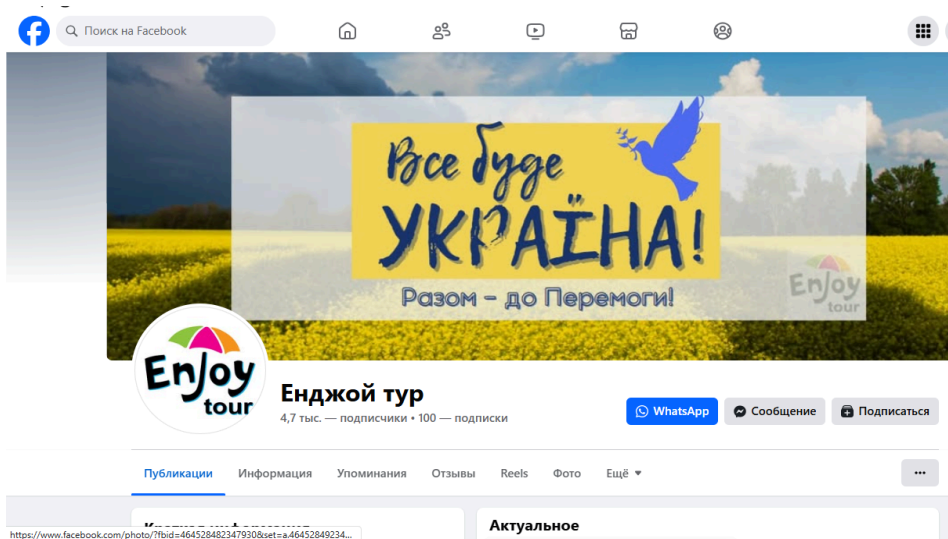 Поиск на Facebook
Все буде
УКРАЇНА!
Разом – до Перемоги!
Enjoy
tour
Enjoy
tour
Енджой тур
4,7 тыс. — подписчики • 100 — подписки
WhatsApp
Сообщение
Подписаться
Публикации
Информация
Упоминания
Отзывы
Reels
Фото
Ещё
Актуальное
https://www.facebook.com/photo/?fbid=464528482347930&set=a.46452849234...